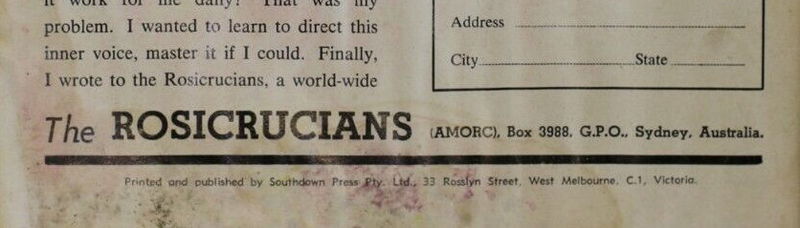 it work for me daily? That was my
problem. I wanted to learn to direct this
inner voice, master it if I could. Finally,
I wrote to the Rosicrucians, a world-wide
Address
City State
The ROSICRUCIANS (AMORC), Box 3988, G.P.O., Sydney, Australia.
Printed and published by Southdown Press Pty. Ltd., 33 Rosslyn Street, West Melbourne, C.1, Victoria.